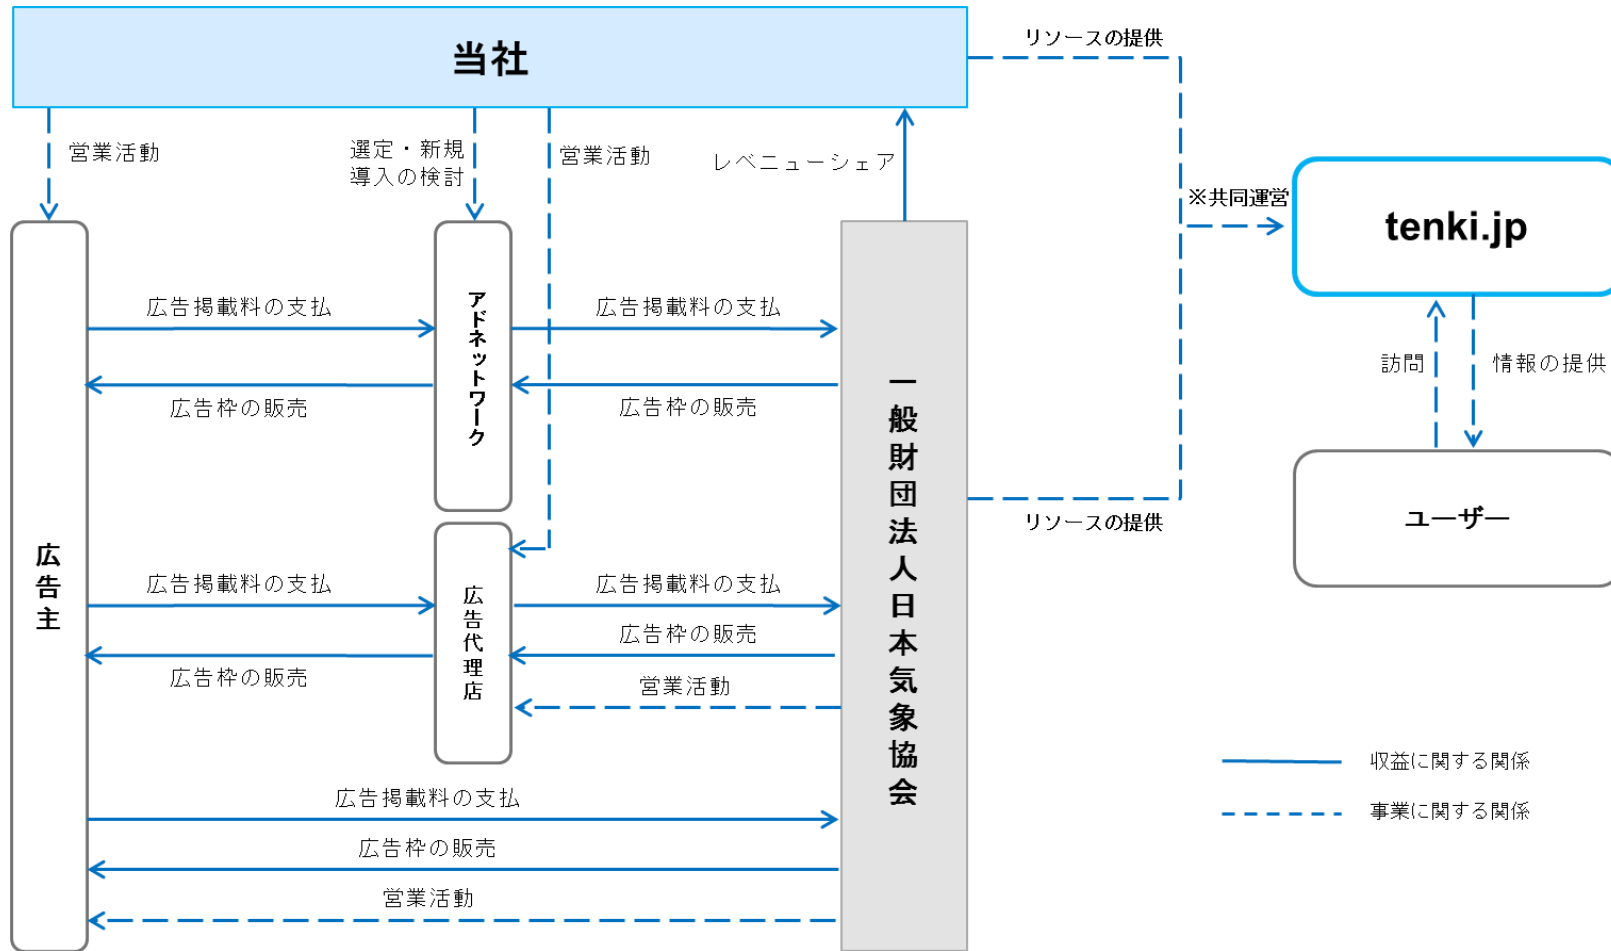 当社
リソースの提供
営業活動
選定・新規
導入の検討
営業活動
レベニューシェア
※共同運営
tenki.jp
広告掲載料の支払
アドネットワーク
広告掲載料の支払
広告枠の販売
広告枠の販売
一般財団法人日本気象協会
訪問
情報の提供
リソースの提供
ユーザー
広告主
広告掲載料の支払
広告代理店
広告掲載料の支払
広告枠の販売
広告枠の販売
営業活動
広告掲載料の支払
広告枠の販売
営業活動
収益に関する関係
事業に関する関係